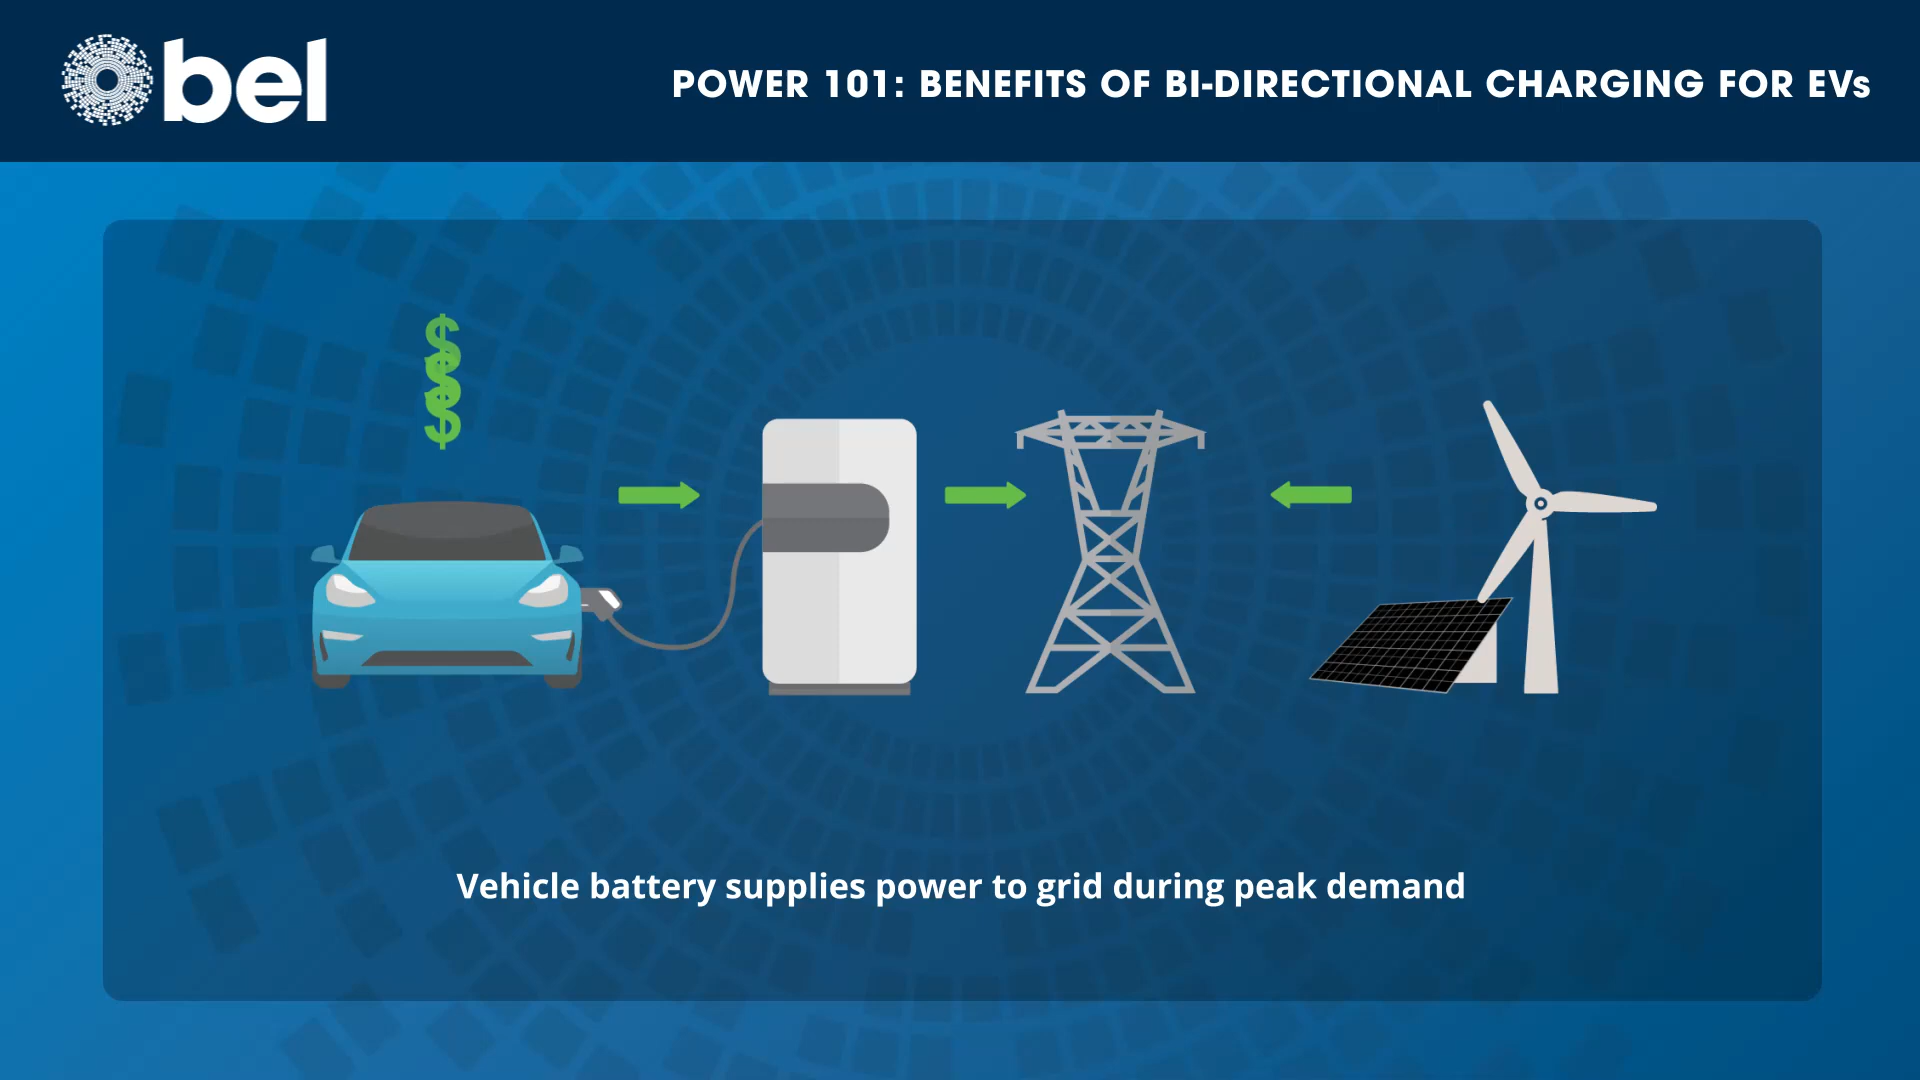 bel
POWER 101: BENEFITS OF BI-DIRECTIONAL CHARGING FOR EVs
$
$
$
Vehicle battery supplies power to grid during peak demand